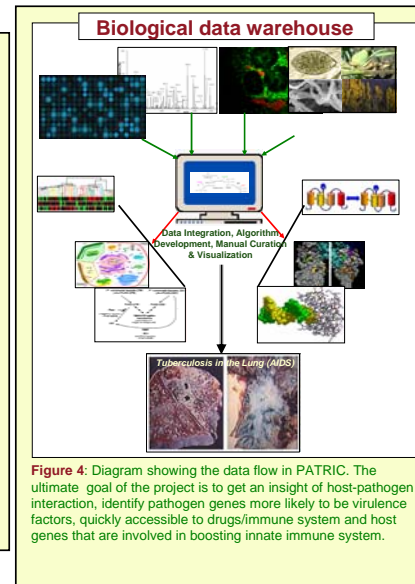 Biological data warehouse
Data Integration, Algorithm
Development, Manual Curation
& Visualization
Tuberculosis in the Lung (AIDS)
Figure 4: Diagram showing the data flow in PATRIC. The
ultimate goal of the project is to get an insight of host-pathogen
interaction, identify pathogen genes more likely to be virulence
factors, quickly accessible to drugs/immune system and host
genes that are involved in boosting innate immune system.